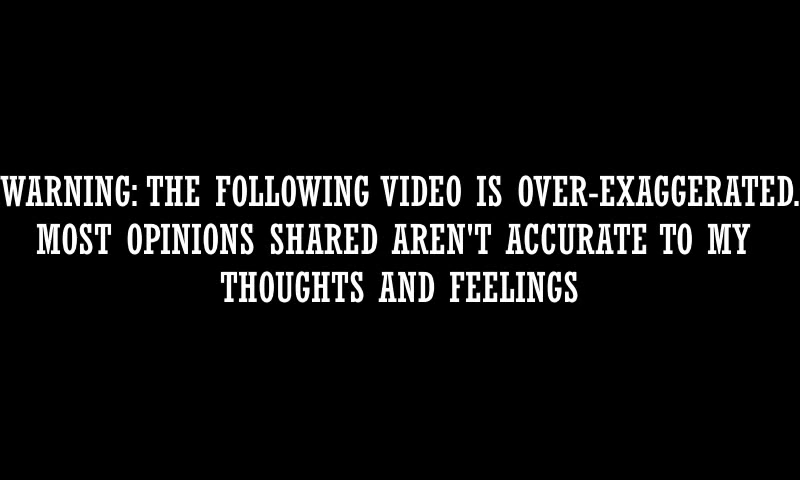 WARNING: THE FOLLOWING VIDEO IS OVER-EXAGGERATED.
MOST OPINIONS SHARED AREN'T ACCURATE TO MY
THOUGHTS AND FEELINGS